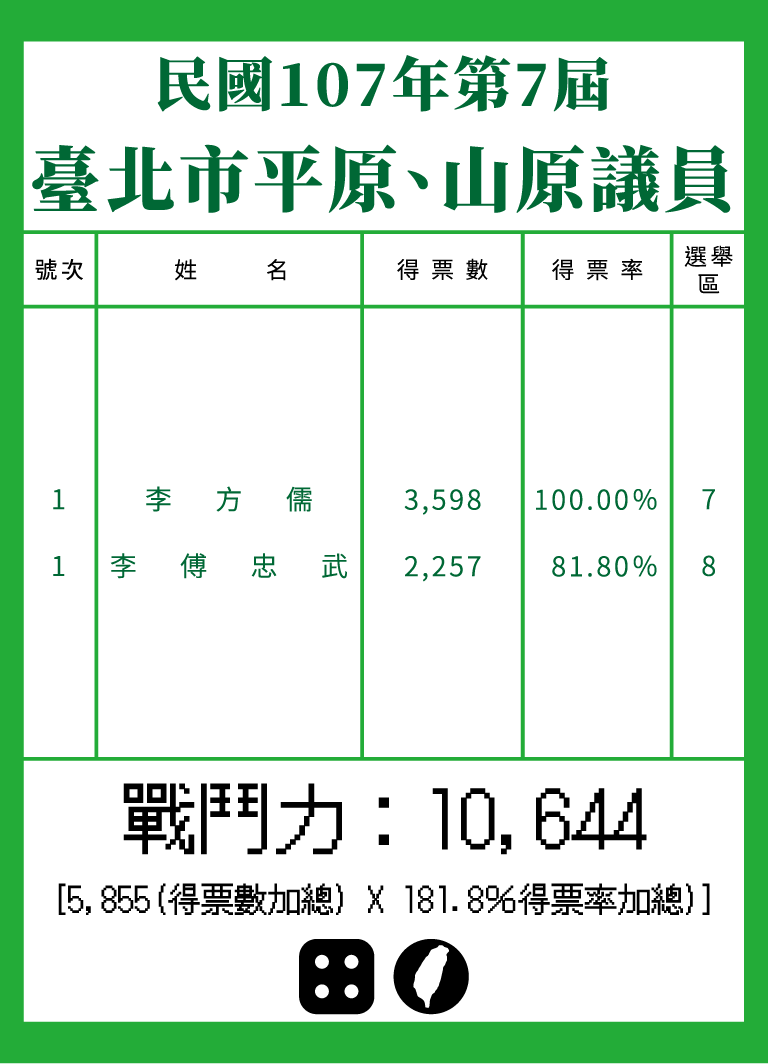 民國107年第7屆
臺北市平原、山原議員
號次 姓名 得票數 得票率 選舉區
1 李方儒 3,598 100.00% 7
1 李傅忠武 2,257 81.80% 8
戰鬥力：10,644
[5,855(得票數加總) X 181.8%得票率加總)]